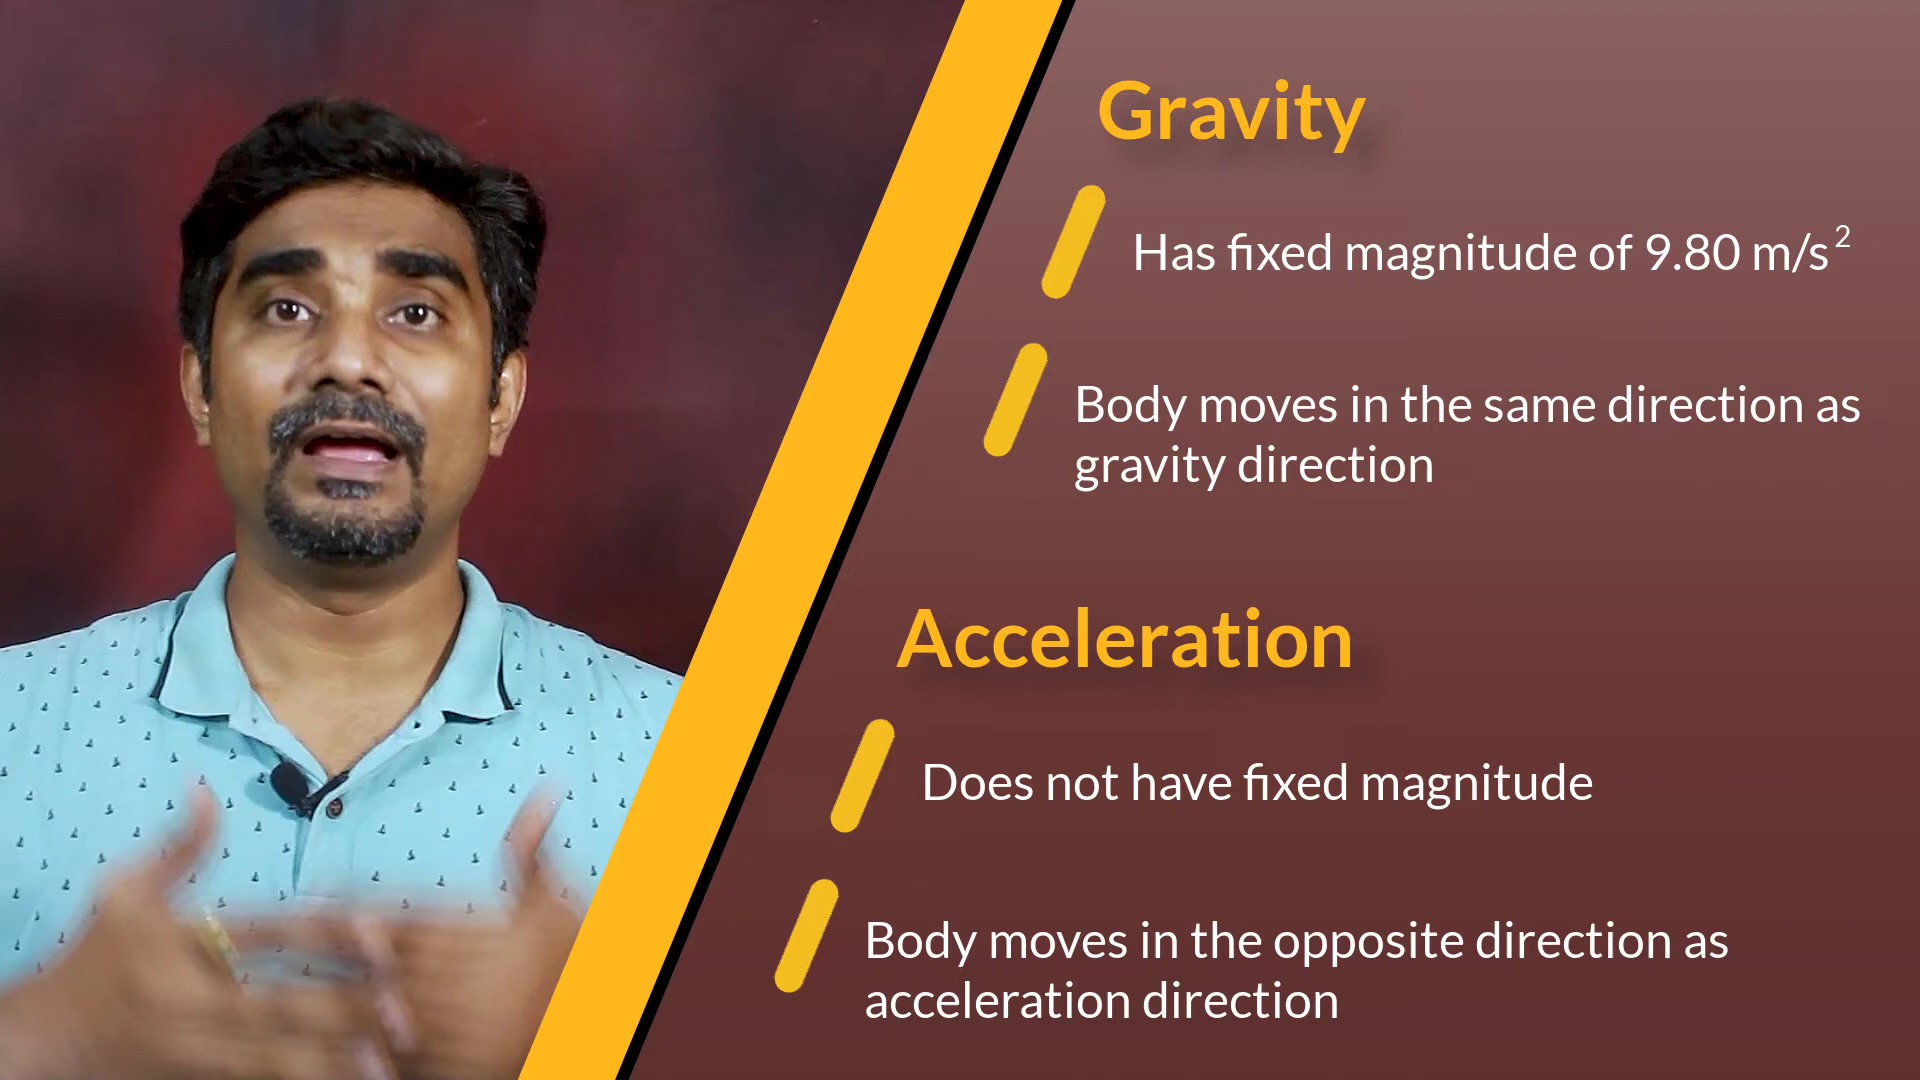 Gravity
Has fixed magnitude of 9.80 m/s²
Body moves in the same direction as
gravity direction
Acceleration
Does not have fixed magnitude
Body moves in the opposite direction as
acceleration direction